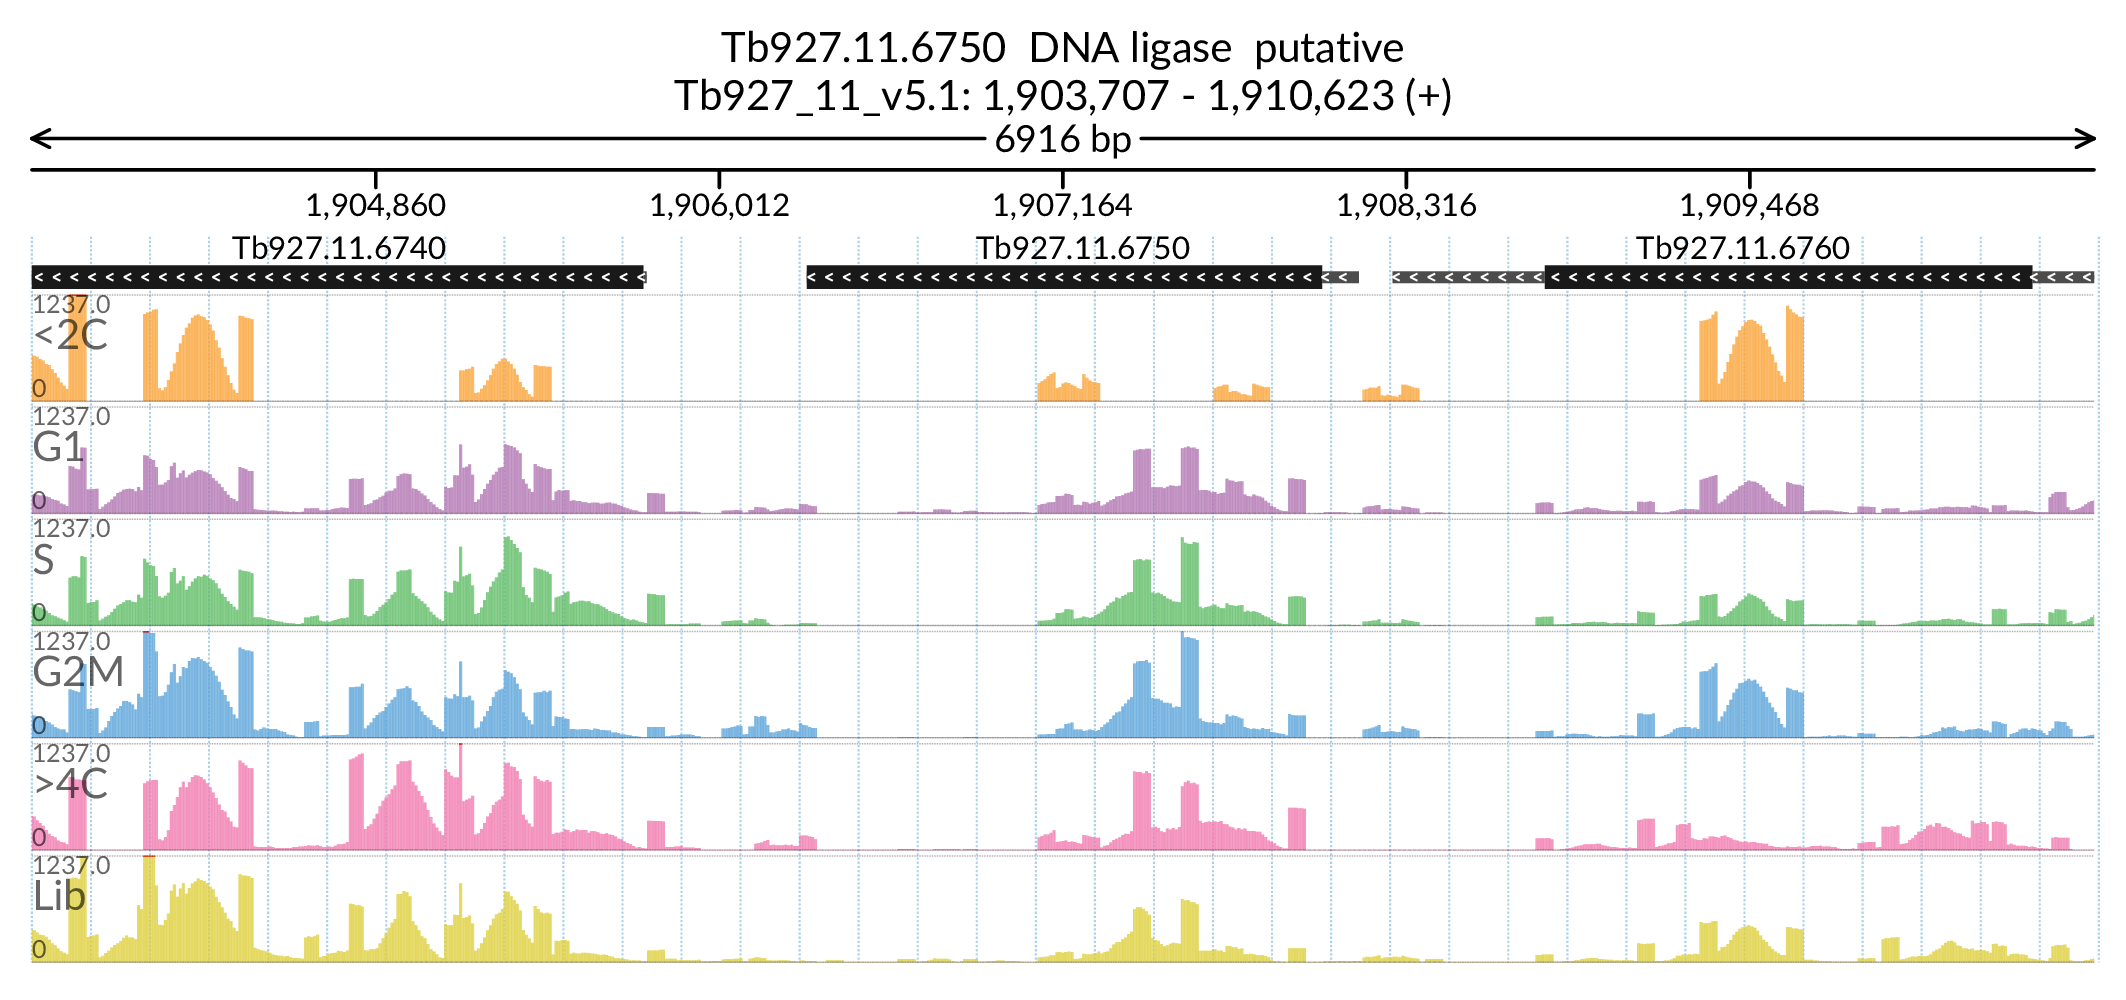 Tb927.11.6750 DNA ligase putative
Tb927_11_v5.1: 1,903,707 - 1,910,623 (+)
6916 bp
1,904,860 1,906,012 1,907,164 1,908,316 1,909,468
Tb927.11.6740 Tb927.11.6750 Tb927.11.6760
1237.0
<2C
0
1237.0
G1
0
1237.0
S
0
1237.0
G2M
0
1237.0
>4C
0
1237.0
Lib
0